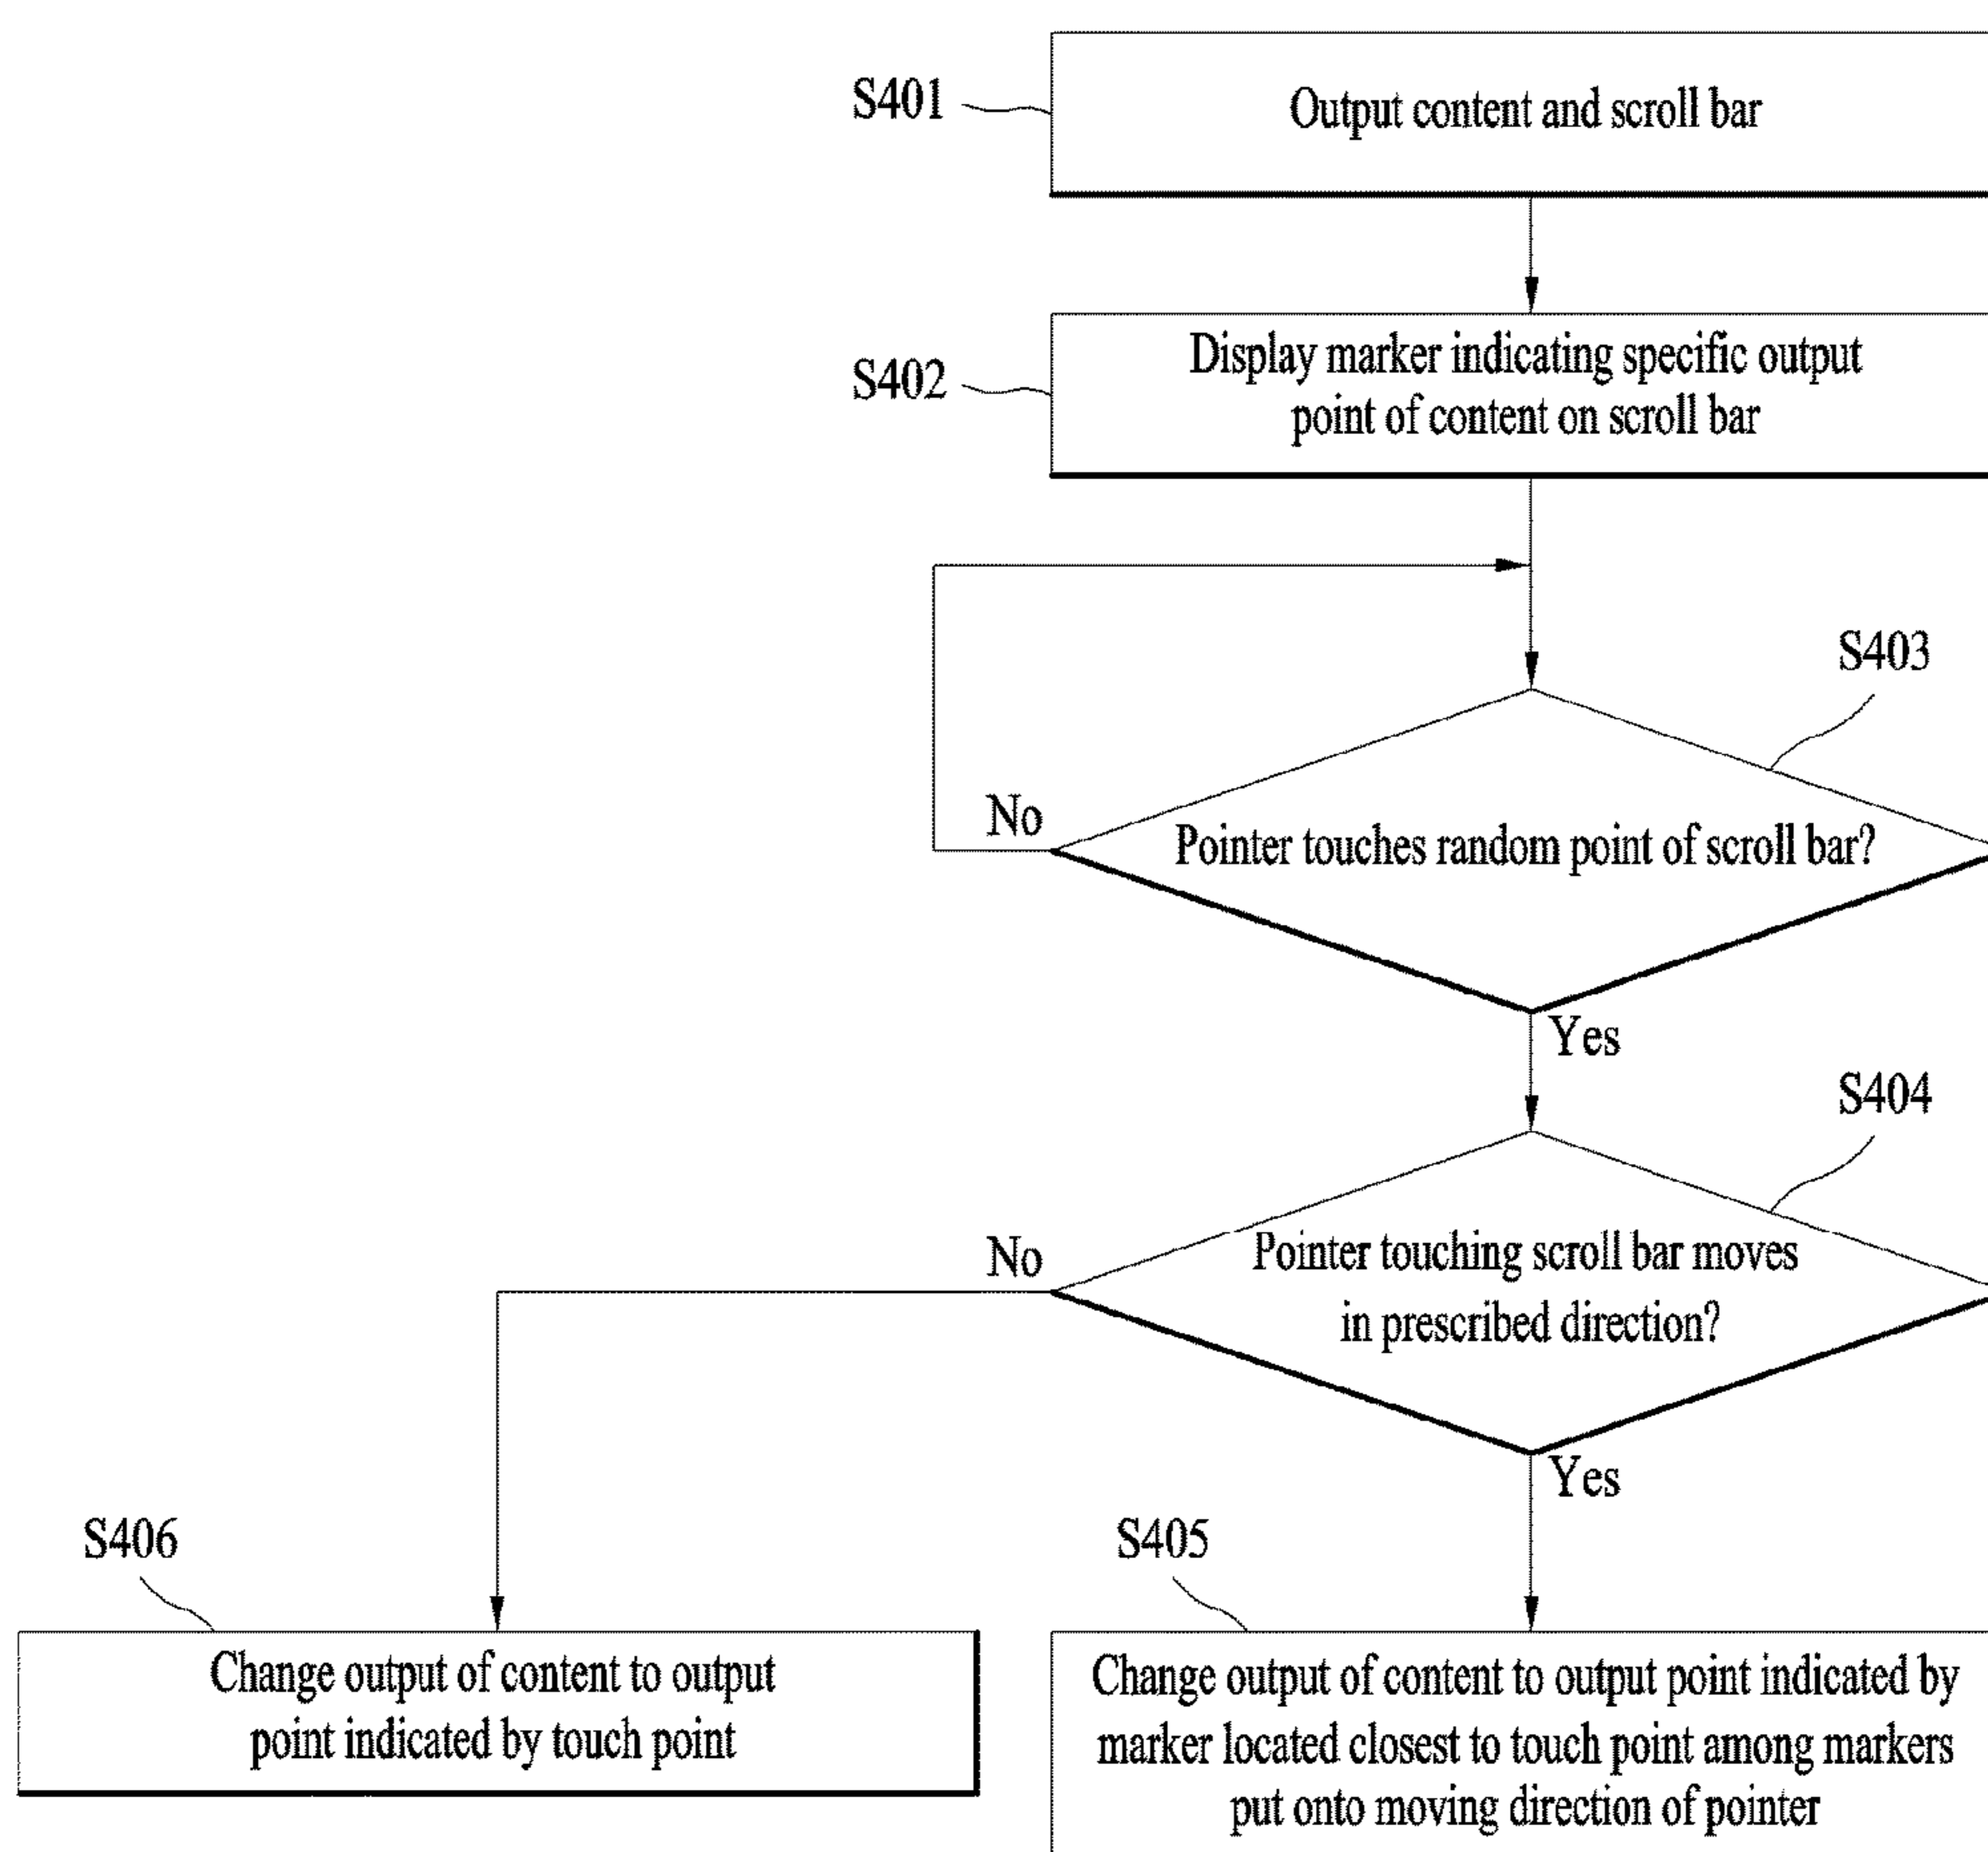 S401
Output content and scroll bar
S402
Display marker indicating specific output
point of content on scroll bar
S403
No
Pointer touches random point of scroll bar?
Yes
S404
No
Pointer touching scroll bar moves
in prescribed direction?
Yes
S406
Change output of content to output
point indicated by touch point
S405
Change output of content to output point indicated by
marker located closest to touch point among markers
put onto moving direction of pointer